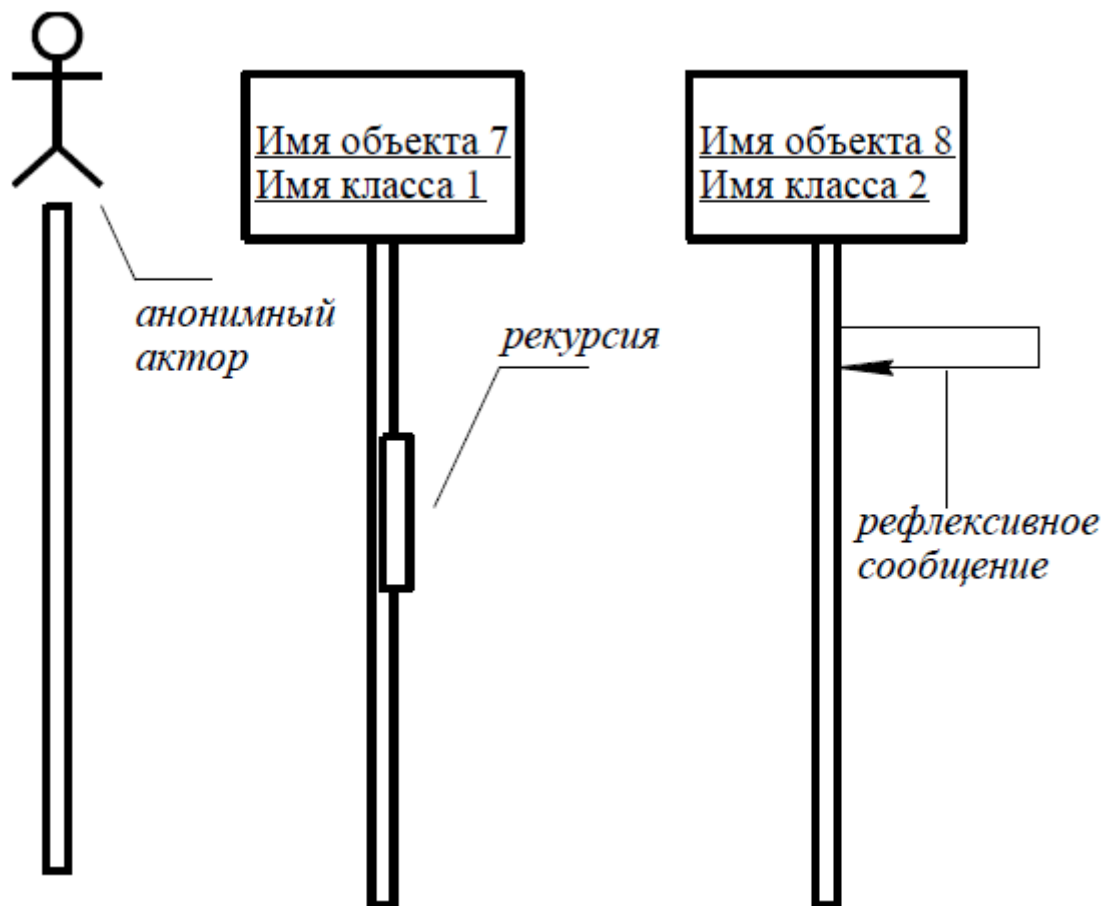 Имя объекта 7
Имя класса 1
Имя объекта 8
Имя класса 2
анонимный
актор
рекурсия
рефлексивное
сообщение